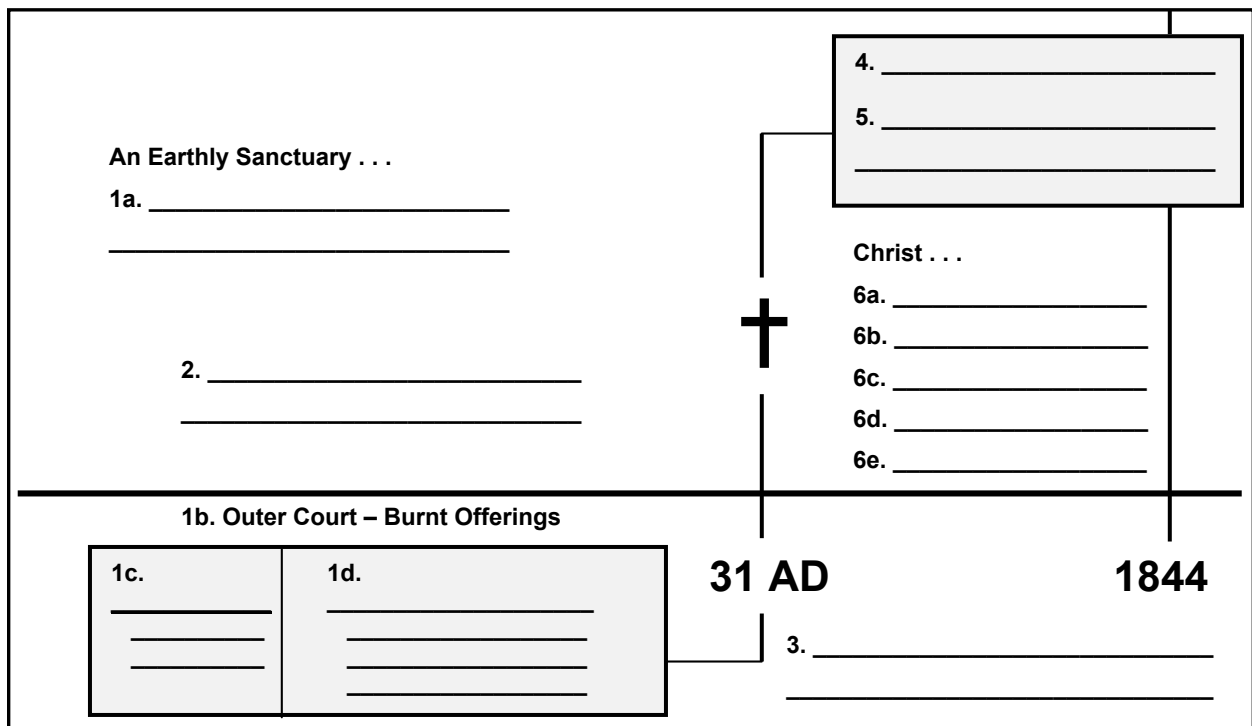 4.
5.
An Earthly Sanctuary . . .
1a.
Christ . . .
6a.
6b.
2.
6c.
6d.
6e.
1b. Outer Court – Burnt Offerings
1c.
1d.
31 AD
1844
3.